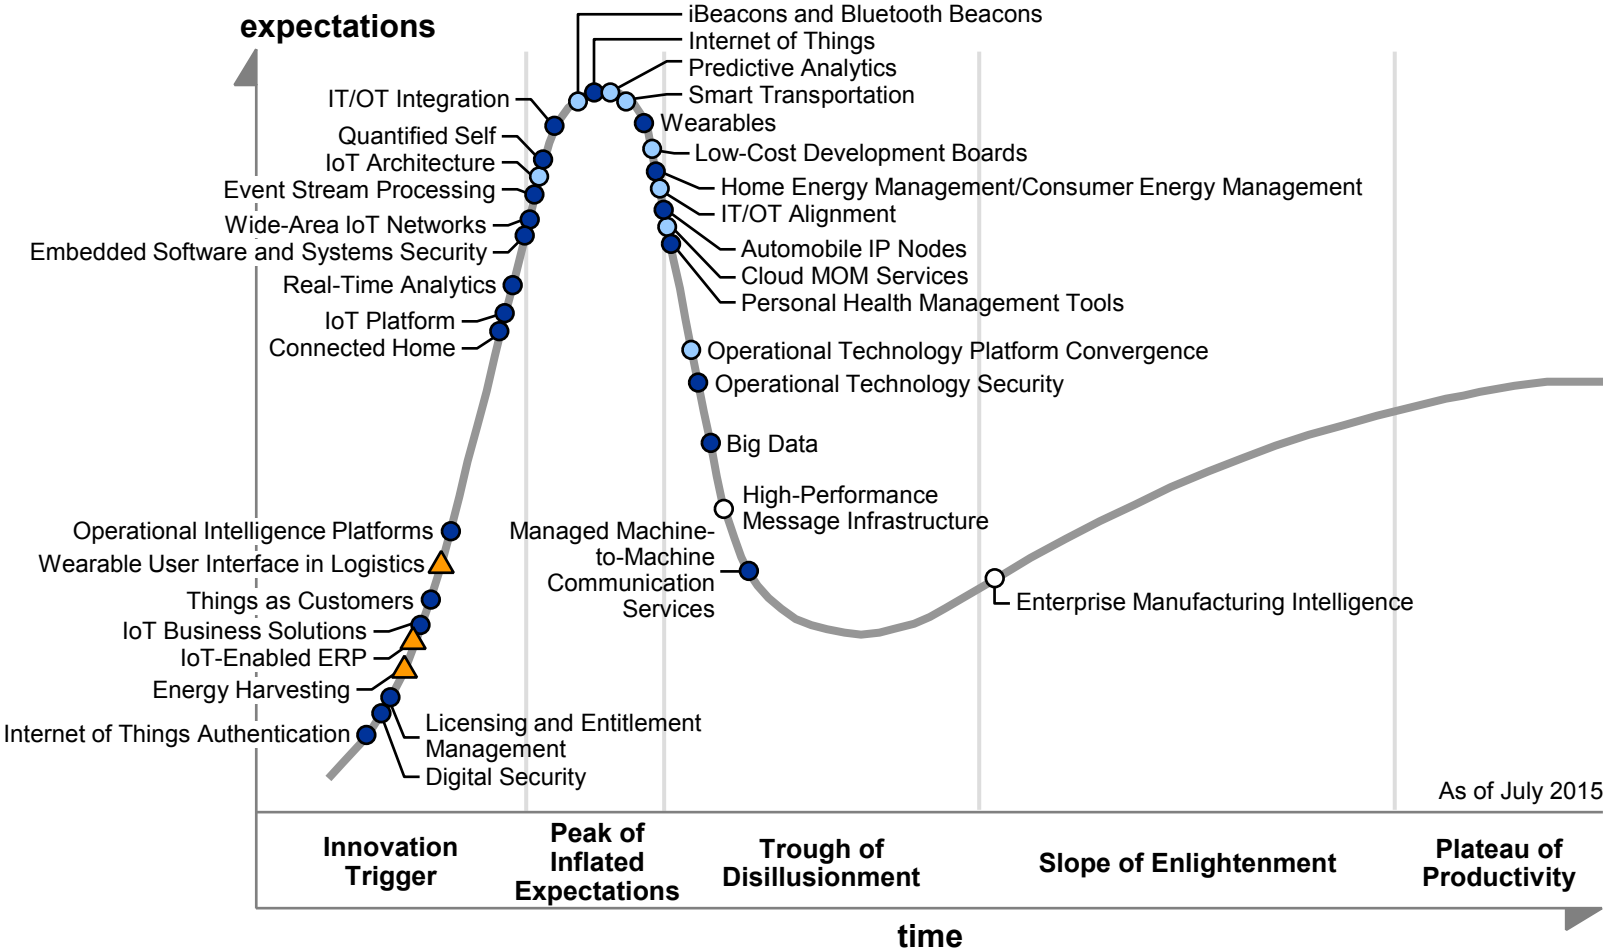 expectations
iBeacons and Bluetooth Beacons
Internet of Things
Predictive Analytics
Smart Transportation
Wearables
Low-Cost Development Boards
Home Energy Management/Consumer Energy Management
IT/OT Alignment
Automobile IP Nodes
Cloud MOM Services
Personal Health Management Tools
Operational Technology Platform Convergence
Operational Technology Security
Big Data
High-Performance
Message Infrastructure
Managed Machine-
to-Machine
Communication
Services
Enterprise Manufacturing Intelligence
IT/OT Integration
Quantified Self
IoT Architecture
Event Stream Processing
Wide-Area IoT Networks
Embedded Software and Systems Security
Real-Time Analytics
IoT Platform
Connected Home
Operational Intelligence Platforms
Wearable User Interface in Logistics
Things as Customers
IoT Business Solutions
IoT-Enabled ERP
Energy Harvesting
Internet of Things Authentication
Licensing and Entitlement
Management
Digital Security
As of July 2015
Innovation
Trigger
Peak of
Inflated
Expectations
Trough of
Disillusionment
Slope of Enlightenment
Plateau of
Productivity
time